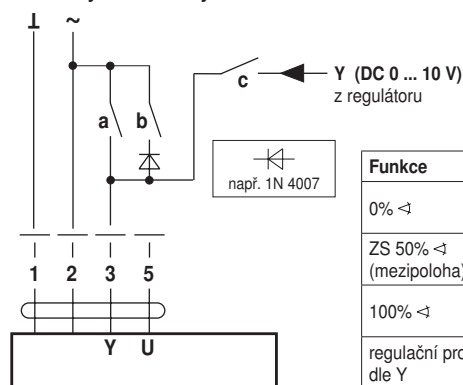 ⊥ ~
a b c
Y (DC 0 ... 10 V)
z regulátoru
např. 1N 4007
1 2 3 5
Y U
Funkce
0% ∢
ZS 50% ∢
(mezipoloha)
100% ∢
regulační pro
dle Y